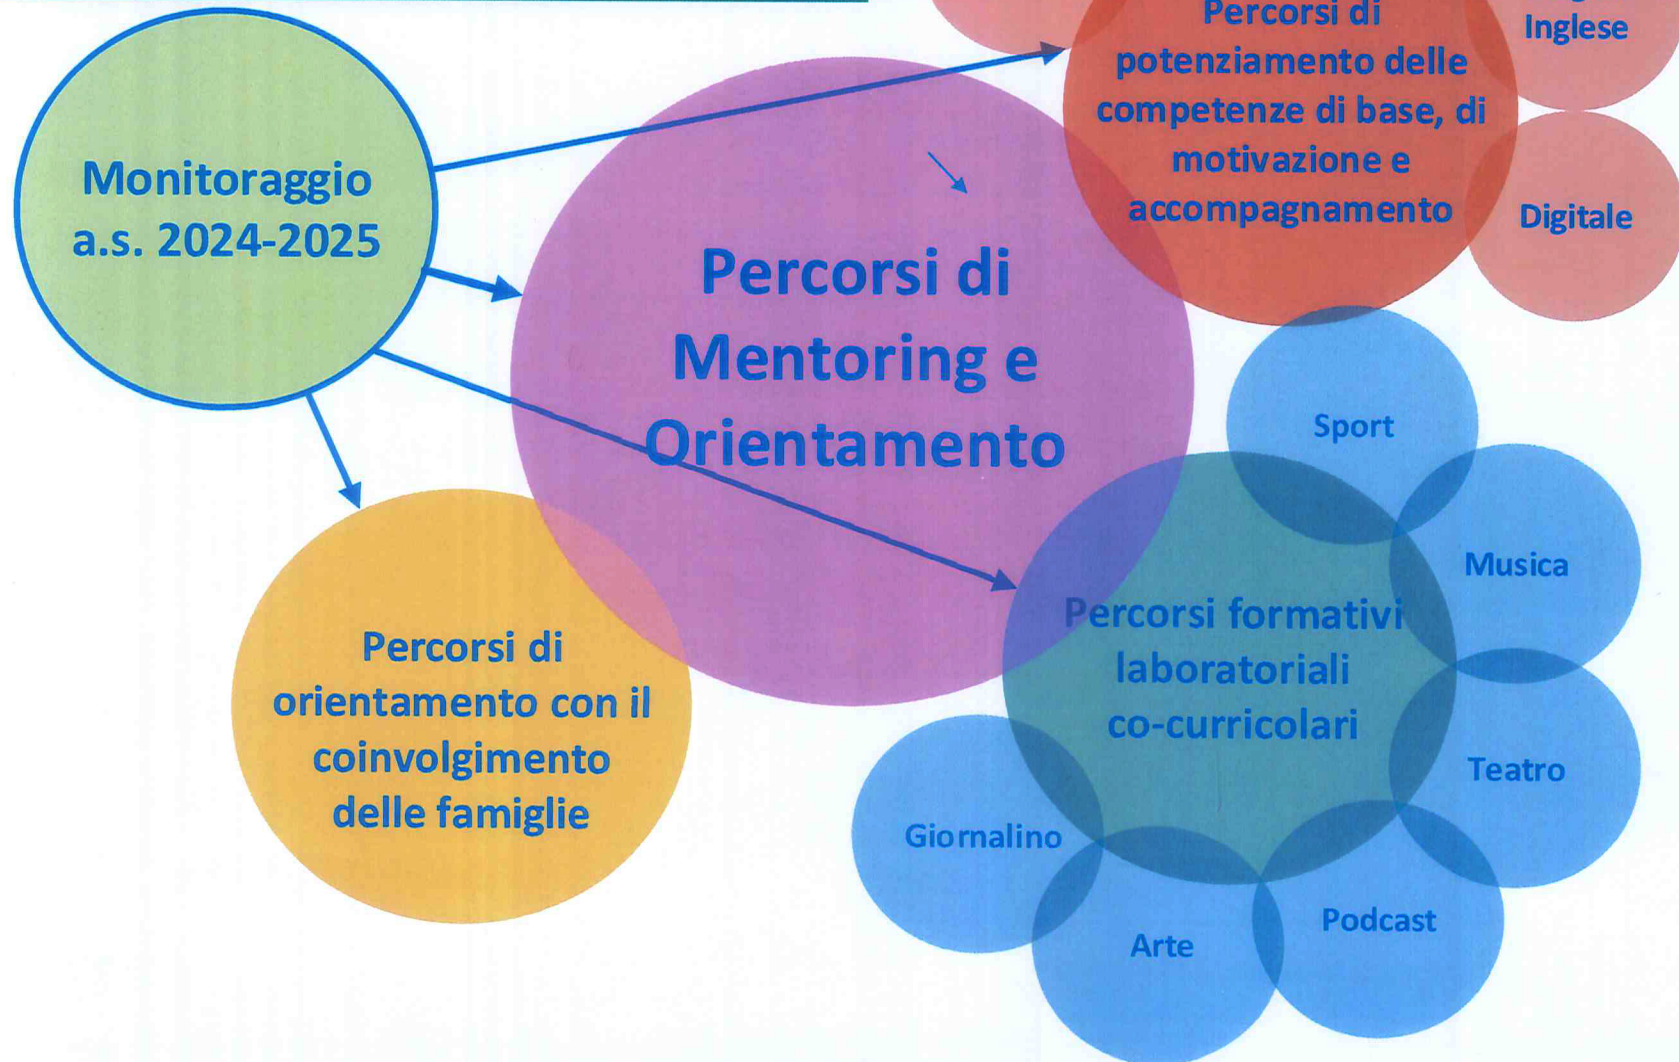 Percorsi di
potenziamento delle
competenze di base, di
motivazione e
accompagnamento
Inglese
Digitale
Monitoraggio
a.s. 2024-2025
Percorsi di
Mentoring e
Orientamento
Sport
Musica
Percorsi formativi
laboratoriali
co-curricolari
Teatro
Podcast
Arte
Giornalino
Percorsi di
orientamento con il
coinvolgimento
delle famiglie